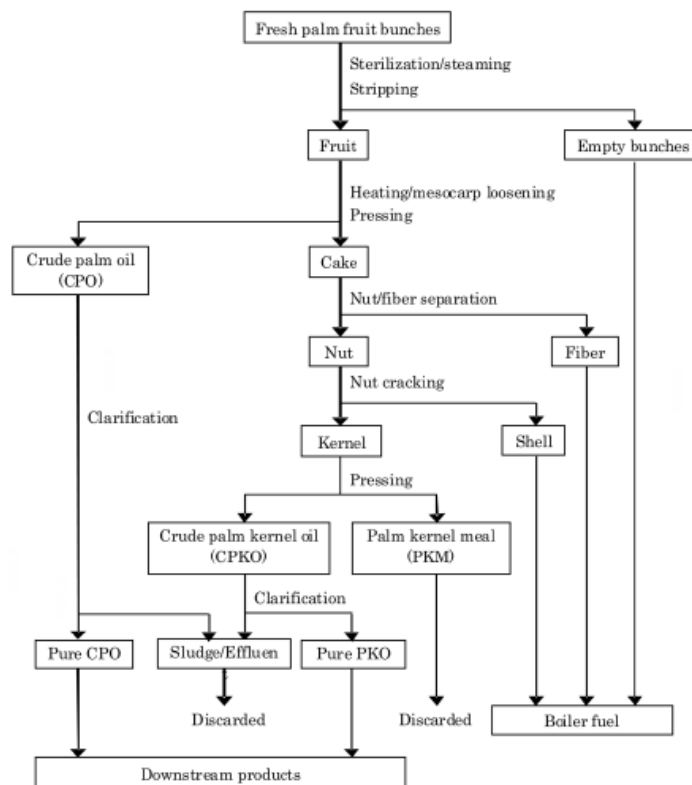 Fresh palm fruit bunches
Sterilization/steaming
Stripping
Fruit
Empty bunches
Heating/mesocarp loosening
Pressing
Crude palm oil
(CPO)
Cake
Nut/fiber separation
Nut
Fiber
Nut cracking
Clarification
Kernel
Shell
Pressing
Crude palm kernel oil
(CPKO)
Palm kernel meal
(PKM)
Clarification
Pure CPO
Sludge/Effluen
Pure PKO
Discarded
Discarded
Boiler fuel
Downstream products